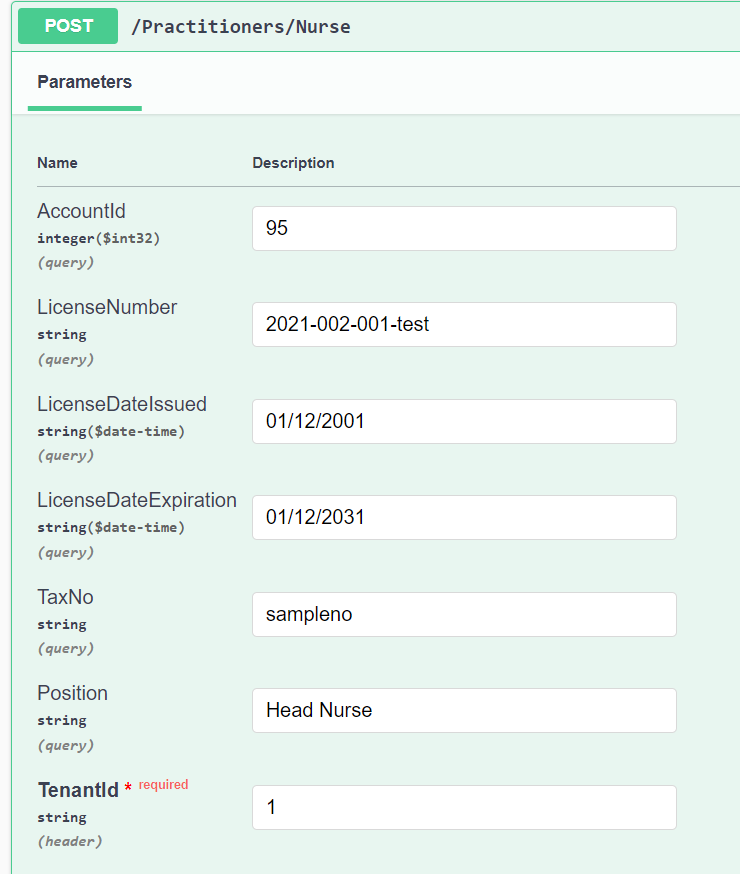 POST /Practitioners/Nurse
Parameters
Name Description
AccountId
integer($int32)
(query)
95
LicenseNumber
string
(query)
2021-002-001-test
LicenseDateIssued
string($date-time)
(query)
01/12/2001
LicenseDateExpiration
string($date-time)
(query)
01/12/2031
TaxNo
string
(query)
sampleno
Position
string
(query)
Head Nurse
TenantId * required
string
(header)
1